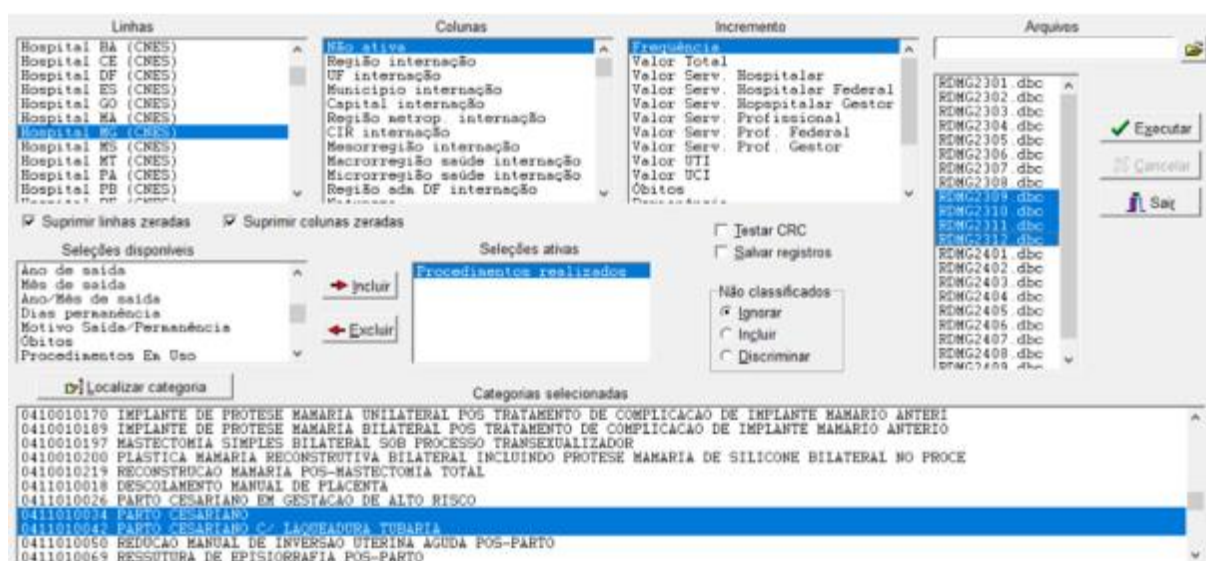 Linhas
Hospital BA (CNES)
Hospital CE (CNES)
Hospital DF (CNES)
Hospital ES (CNES)
Hospital GO (CNES)
Hospital MA (CNES)
Hospital MG (CNES)
Hospital MS (CNES)
Hospital MT (CNES)
Hospital PA (CNES)
Hospital PB (CNES)
Colunas
Não ativa
Região internação
UF internação
Município internação
Capital internação
Região metrop. internação
CIR internação
Mesorregião internação
Macrorregião saúde internação
Microrregião saúde internação
Região adm DF internação
Incremento
Frequência
Valor Total
Valor Serv. Hospitalar
Valor Serv. Hospitalar Federal
Valor Serv. Hopspitalar Gestor
Valor Serv. Profissional
Valor Serv. Prof. Federal
Valor Serv. Prof. Gestor
Valor UTI
Valor UCI
Óbitos
Arquivos
RDMG2301.dbc
RDMG2302.dbc
RDMG2303.dbc
RDMG2304.dbc
RDMG2305.dbc
RDMG2306.dbc
RDMG2307.dbc
RDMG2308.dbc
RDMG2309.dbc
RDMG2310.dbc
RDMG2311.dbc
RDMG2312.dbc
RDMG2401.dbc
RDMG2402.dbc
RDMG2403.dbc
RDMG2404.dbc
RDMG2405.dbc
RDMG2406.dbc
RDMG2407.dbc
RDMG2408.dbc
RDMG2409.dbc
Executar
Cancelar
Sair
Suprimir linhas zeradas
Suprimir colunas zeradas
Seleções disponíveis
Ano de saída
Mês de saída
Ano/Mês de saída
Dias permanência
Motivo Saída/Permanência
Óbitos
Procedimentos Em Uso
Incluir
Excluir
Seleções ativas
Procedimentos realizados
Testar CRC
Salvar registros
Não classificados
Ignorar
Incluir
Discriminar
Localizar categoria
Categorias selecionadas
0410010170 IMPLANTE DE PROTESE MAMARIA UNILATERAL POS TRATAMENTO DE COMPLICACAO DE IMPLANTE MAMARIO ANTERI
0410010189 IMPLANTE DE PROTESE MAMARIA BILATERAL POS TRATAMENTO DE COMPLICACAO DE IMPLANTE MAMARIO ANTERIO
0410010197 MASTECTOMIA SIMPLES BILATERAL SOB PROCESSO TRANSEXUALIZADOR
0410010200 PLASTICA MAMARIA RECONSTRUTIVA BILATERAL INCLUINDO PROTESE MAMARIA DE SILICONE BILATERAL NO PROCE
0410010219 RECONSTRUCAO MAMARIA POS-MASTECTOMIA TOTAL
0411010018 DESCOLAMENTO MANUAL DE PLACENTA
0411010026 PARTO CESARIANO EM GESTACAO DE ALTO RISCO
0411010034 PARTO CESARIANO
0411010042 PARTO CESARIANO C/ LAQUEADURA TUBARIA
0411010050 REDUCAO MANUAL DE INVERSAO UTERINA AGUDA POS-PARTO
0411010069 RESSUTURA DE EPISIORRAFIA POS-PARTO